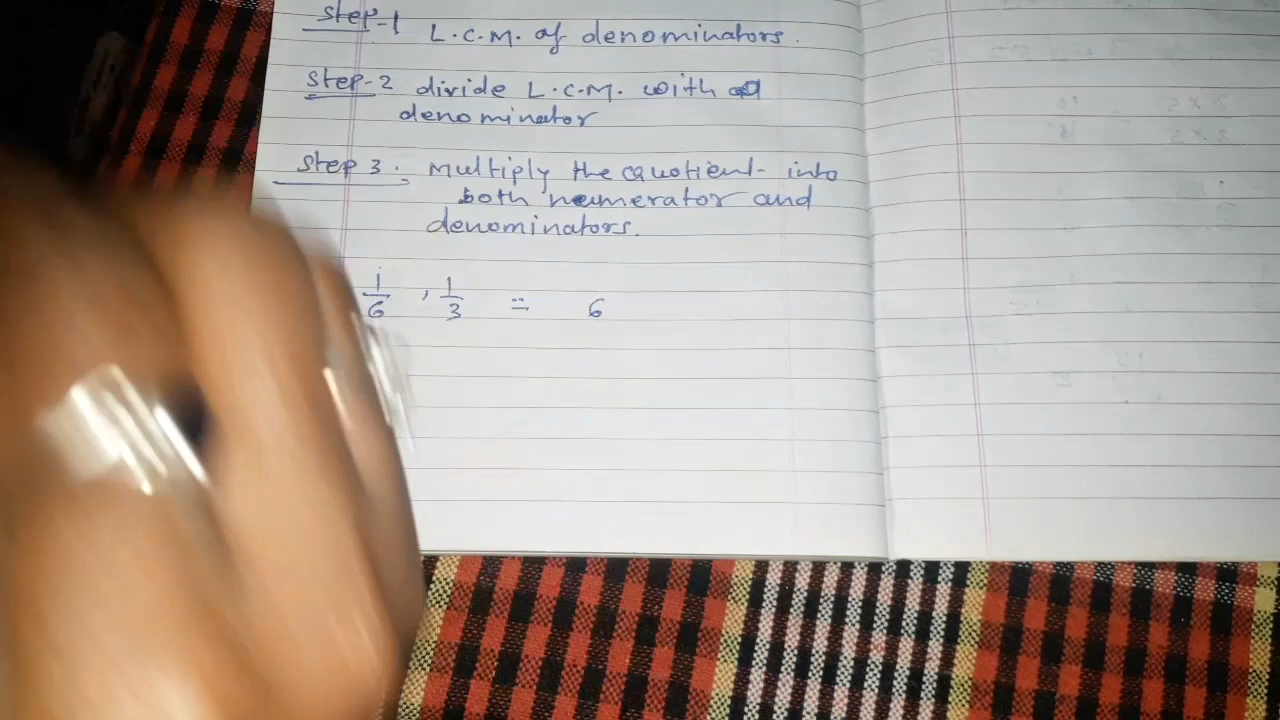 Step-1 L.C.M. of denominators.
Step-2 divide L.C.M. with
denominator
Step 3. Multiply the quotient into
both numerator and
denominators.
1/6 , 1/3 = 6